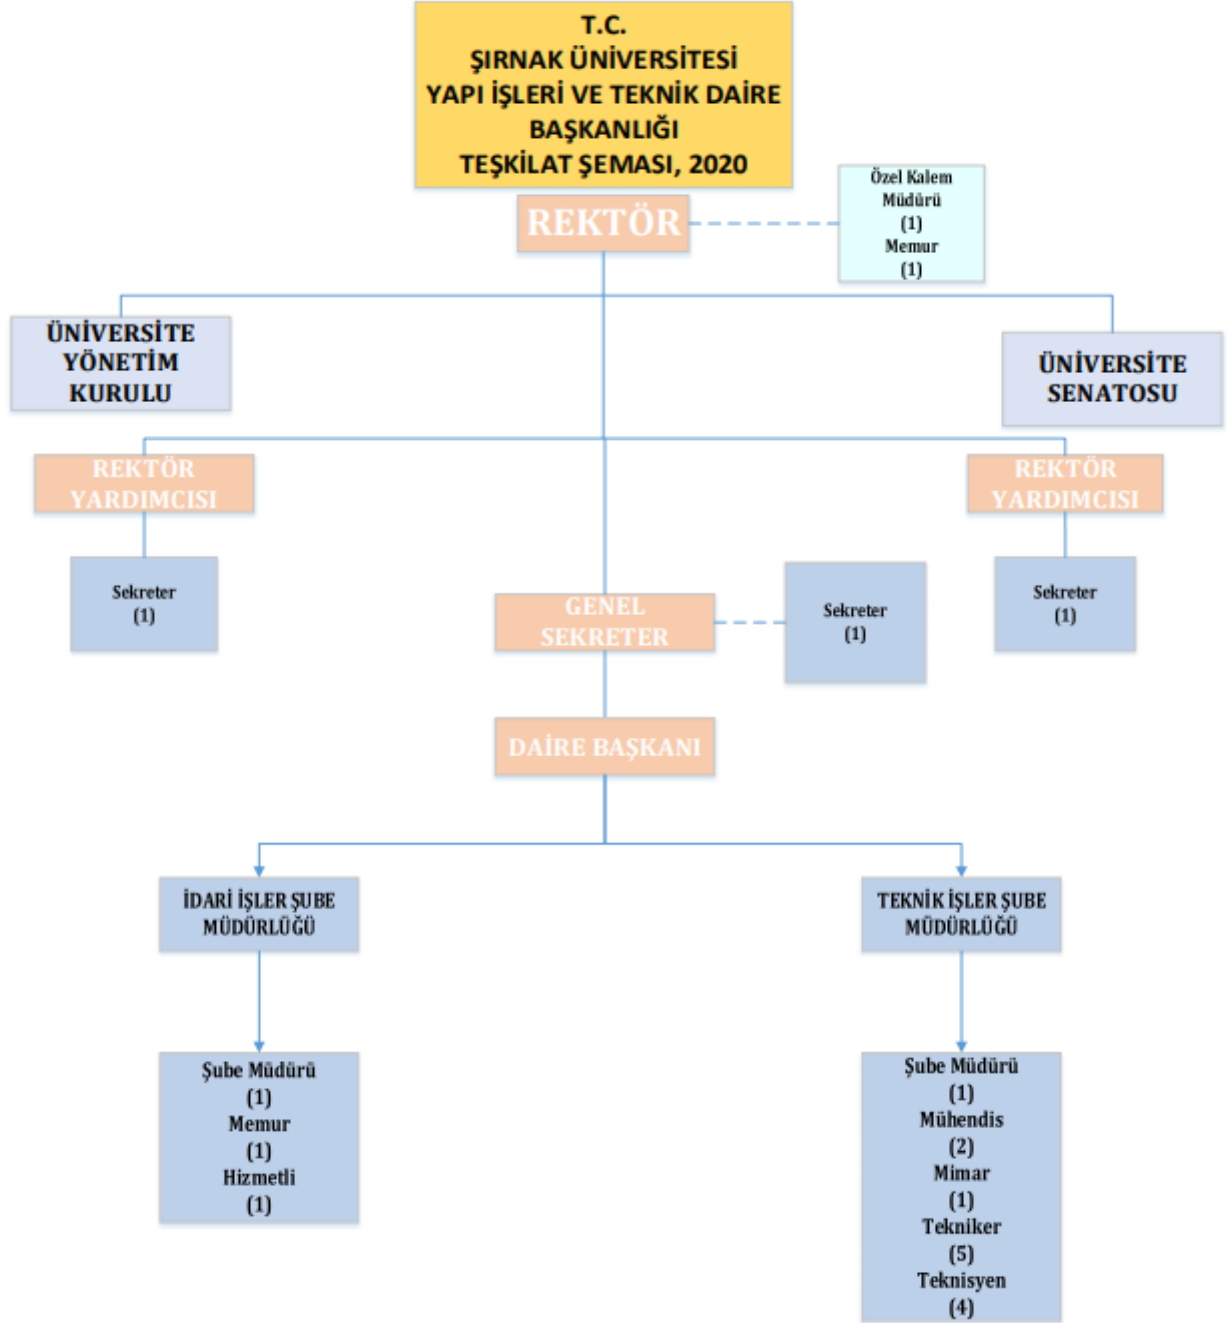 T.C.
ŞIRNAK ÜNİVERSİTESİ
YAPI İŞLERİ VE TEKNİK DAİRE
BAŞKANLIĞI
TEŞKİLAT ŞEMASI, 2020
Özel Kalem
Müdürü
(1)
Memur
(1)
REKTÖR
ÜNİVERSİTE
YÖNETİM
KURULU
ÜNİVERSİTE
SENATOSU
REKTÖR
YARDIMCISI
REKTÖR
YARDIMCISI
Sekreter
(1)
GENEL
SEKRETER
Sekreter
(1)
Sekreter
(1)
DAİRE BAŞKANI
İDARİ İŞLER ŞUBE
MÜDÜRLÜĞÜ
TEKNİK İŞLER ŞUBE
MÜDÜRLÜĞÜ
Şube Müdürü
(1)
Memur
(1)
Hizmetli
(1)
Şube Müdürü
(1)
Mühendis
(2)
Mimar
(1)
Tekniker
(5)
Teknisyen
(4)